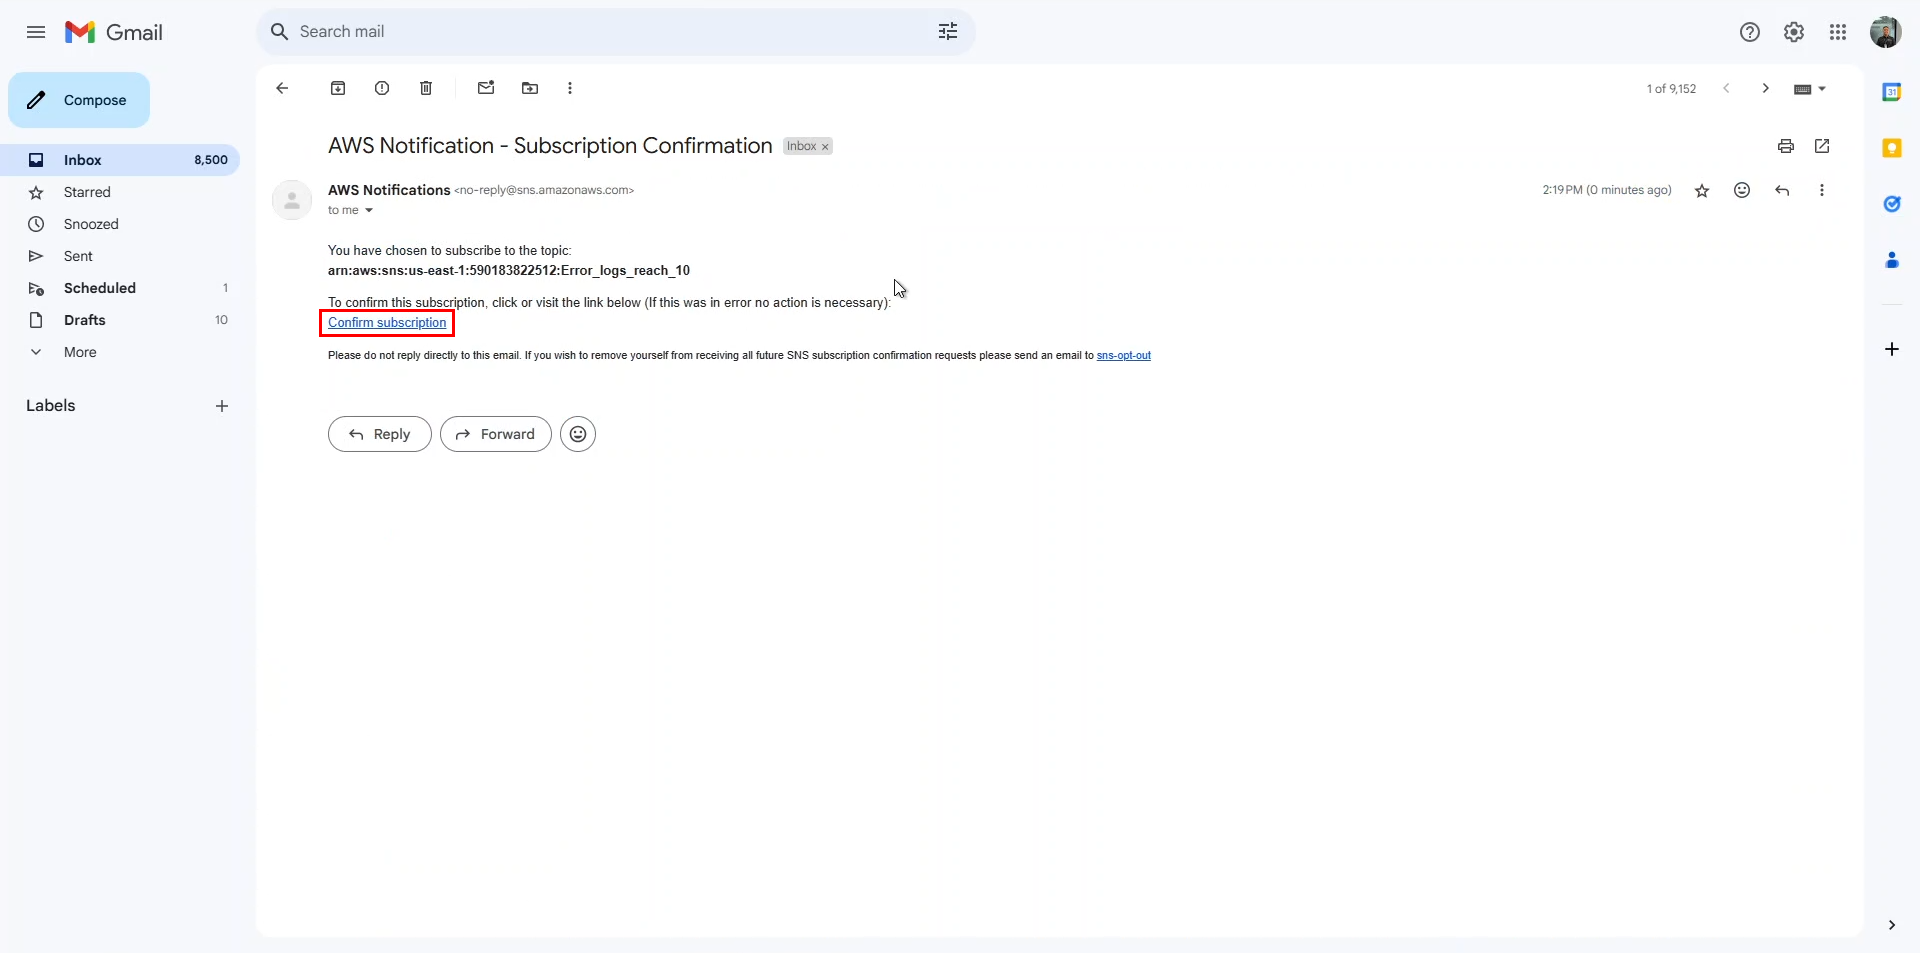 Gmail
Search mail
Compose
Inbox 8,500
Starred
Snoozed
Sent
Scheduled 1
Drafts 10
More
Labels
1 of 9,152
AWS Notification - Subscription Confirmation Inbox ×
AWS Notifications <no-reply@sns.amazonaws.com>
2:19 PM (0 minutes ago)
to me
You have chosen to subscribe to the topic:
arn:aws:sns:us-east-1:590183822512:Error_logs_reach_10
To confirm this subscription, click or visit the link below (If this was in error no action is necessary):
Confirm subscription
Please do not reply directly to this email. If you wish to remove yourself from receiving all future SNS subscription confirmation requests please send an email to sns-opt-out
Reply Forward
31